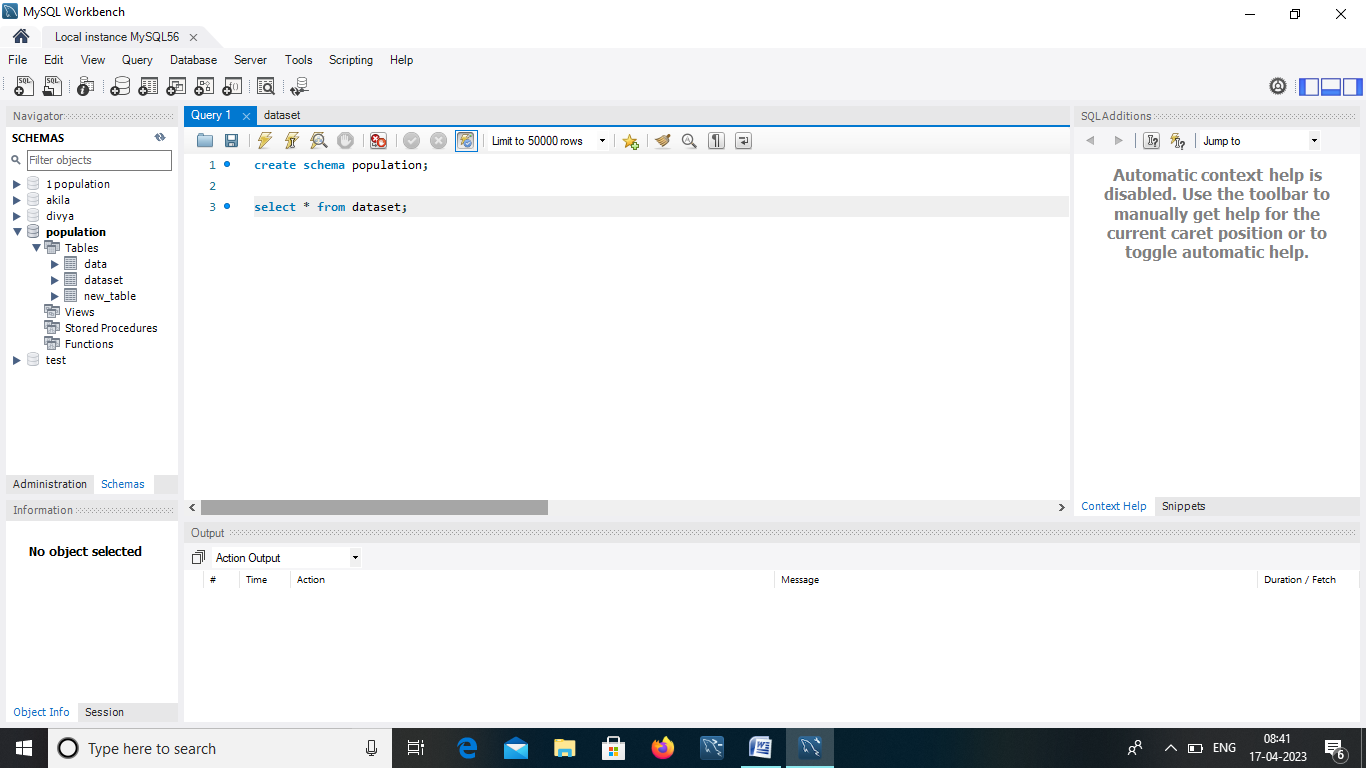 MySQL Workbench
Local instance MySQL56
File Edit View Query Database Server Tools Scripting Help
Navigator
SCHEMAS
Filter objects
1population
akila
divya
population
Tables
data
dataset
new_table
Views
Stored Procedures
Functions
test
Administration Schemas
Information
No object selected
Object Info Session
Query 1 dataset
Limit to 50000 rows
1 create schema population;
2
3 select * from dataset;
Output
Action Output
# Time Action Message Duration / Fetch
SQLAdditions
Jump to
Automatic context help is
disabled. Use the toolbar to
manually get help for the
current caret position or to
toggle automatic help.
Context Help Snippets
Type here to search
ENG
08:41
17-04-2023
6